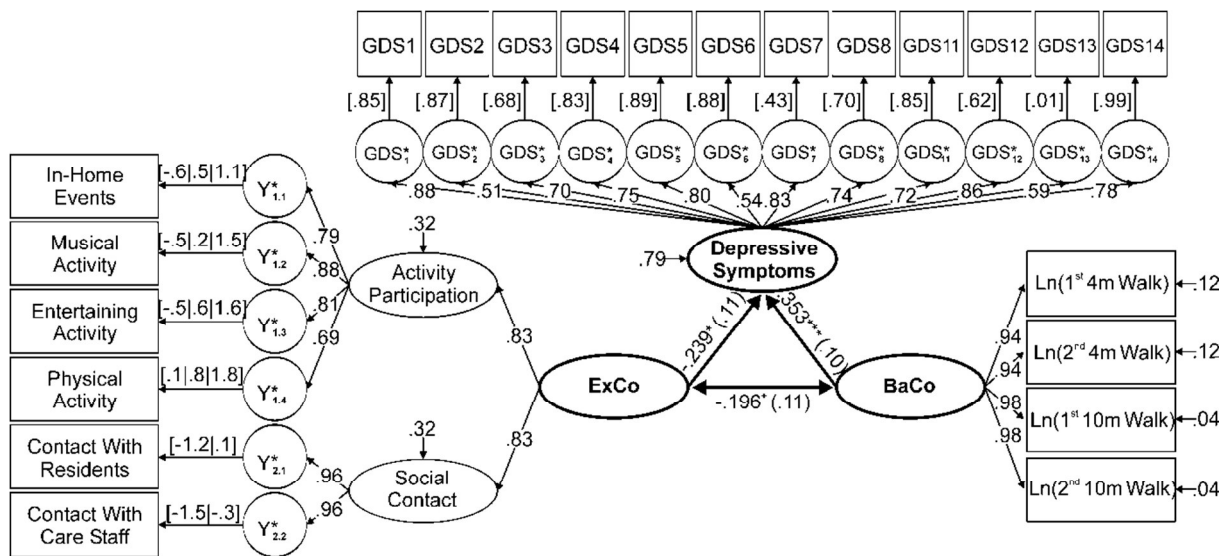 GDS1 GDS2 GDS3 GDS4 GDS5 GDS6 GDS7 GDS8 GDS11 GDS12 GDS13 GDS14
[.85] [.87] [.68] [.83] [.89] [.88] [.43] [.70] [.85] [.62] [.01] [.99]
GDS*1 GDS*2 GDS*3 GDS*4 GDS*5 GDS*6 GDS*7 GDS*8 GDS*11 GDS*12 GDS*13 GDS*14
.88 .51 .70 .75 .80 .54 .83 .74 .72 .86 .59 .78
In-Home
Events
[-.6|.5|1.1]
Y*1.1
Musical
Activity
[-.5|.2|1.5]
Y*1.2
Entertaining
Activity
[-.5|.6|1.6]
Y*1.3
Physical
Activity
[.1|.8|1.8]
Y*1.4
Contact With
Residents
[-1.2|.1]
Y*2.1
Contact With
Care Staff
[-1.5|-.3]
Y*2.2
.79
.88
.81
.69
.96
.96
.32
Activity
Participation
.32
Social
Contact
.83
.83
.79
Depressive
Symptoms
-.239* (.11)
.353*** (.10)
ExCo
-.196+ (.11)
BaCo
.94
.94
.98
.98
Ln(1st 4m Walk)
.12
Ln(2nd 4m Walk)
.12
Ln(1st 10m Walk)
.04
Ln(2nd 10m Walk)
.04